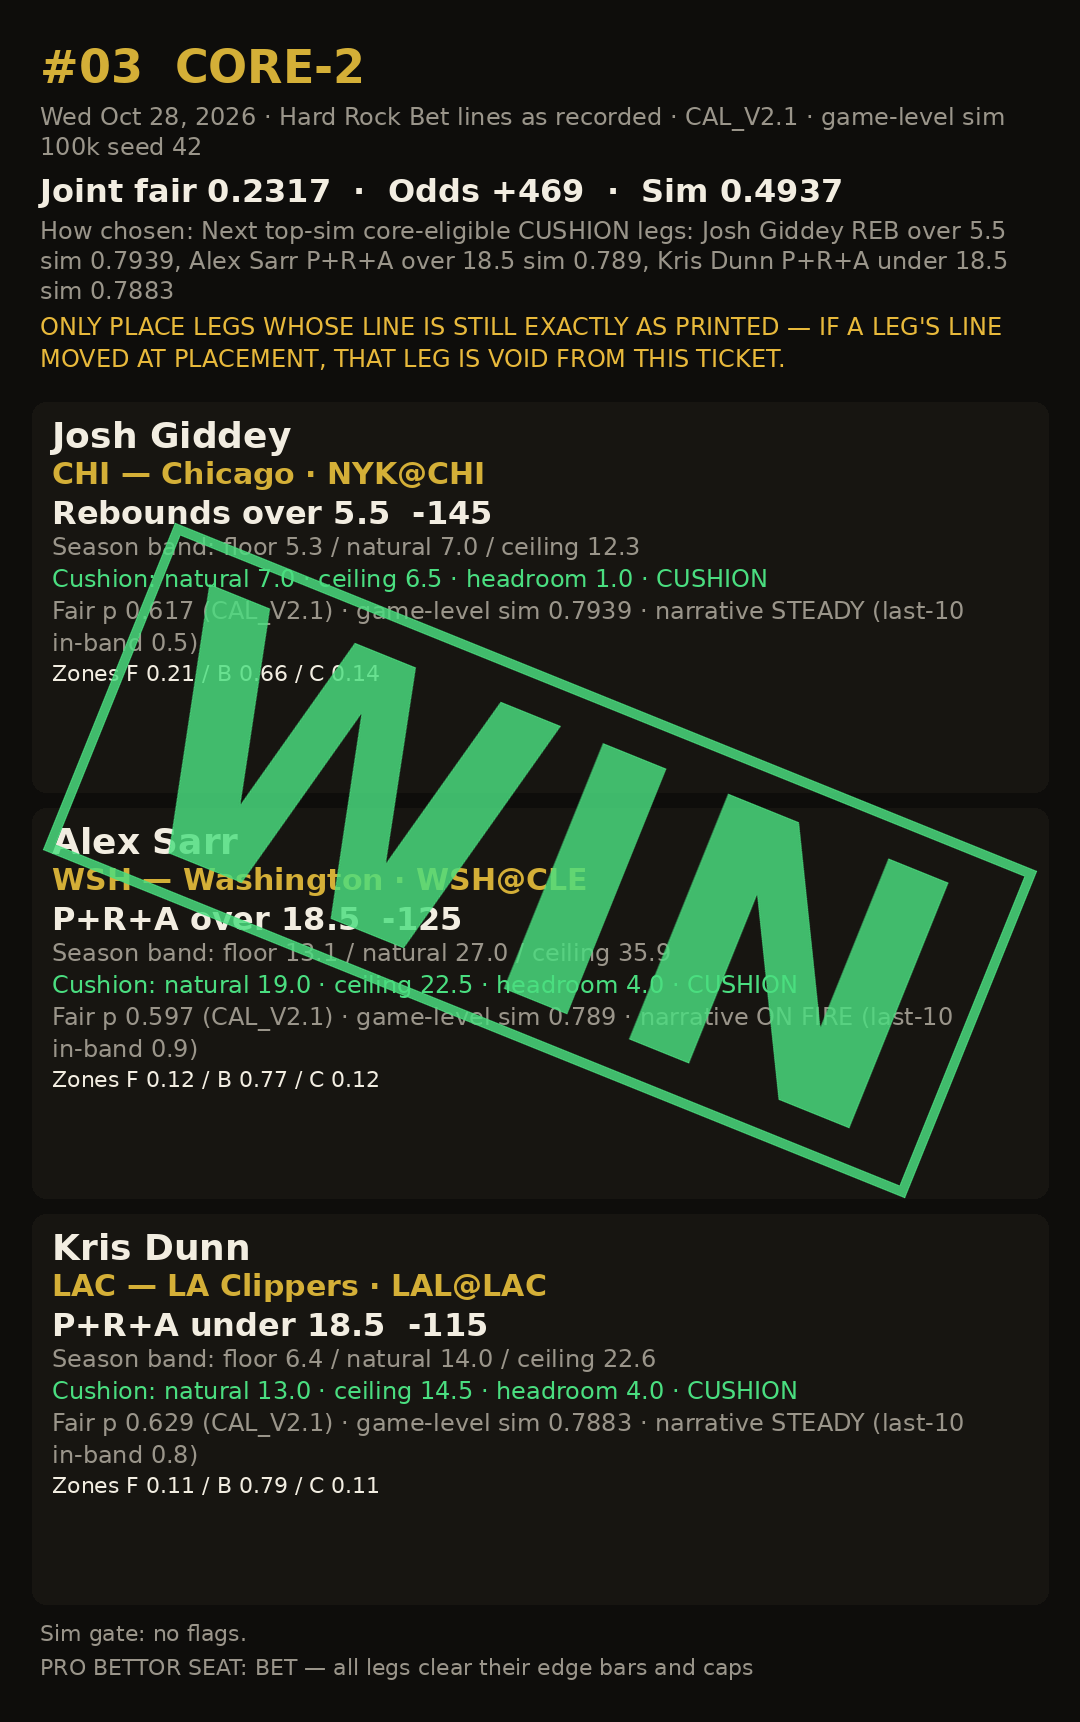 #03 CORE-2
Wed Oct 28, 2026 · Hard Rock Bet lines as recorded · CAL_V2.1 · game-level sim
100k seed 42
Joint fair 0.2317 · Odds +469 · Sim 0.4937
How chosen: Next top-sim core-eligible CUSHION legs: Josh Giddey REB over 5.5
sim 0.7939, Alex Sarr P+R+A over 18.5 sim 0.789, Kris Dunn P+R+A under 18.5
sim 0.7883
ONLY PLACE LEGS WHOSE LINE IS STILL EXACTLY AS PRINTED — IF A LEG'S LINE
MOVED AT PLACEMENT, THAT LEG IS VOID FROM THIS TICKET.
Josh Giddey
CHI — Chicago · NYK@CHI
Rebounds over 5.5 -145
Season band: floor 5.3 / natural 7.0 / ceiling 12.3
Cushion: natural 7.0 · ceiling 6.5 · headroom 1.0 · CUSHION
Fair p 0.617 (CAL_V2.1) · game-level sim 0.7939 · narrative STEADY (last-10
in-band 0.5)
Zones F 0.21 / B 0.66 / C 0.14
WIN
Alex Sarr
WSH — Washington · WSH@CLE
P+R+A over 18.5 -125
Season band: floor 13.1 / natural 27.0 / ceiling 35.9
Cushion: natural 19.0 · ceiling 22.5 · headroom 4.0 · CUSHION
Fair p 0.597 (CAL_V2.1) · game-level sim 0.789 · narrative ON FIRE (last-10
in-band 0.9)
Zones F 0.12 / B 0.77 / C 0.12
Kris Dunn
LAC — LA Clippers · LAL@LAC
P+R+A under 18.5 -115
Season band: floor 6.4 / natural 14.0 / ceiling 22.6
Cushion: natural 13.0 · ceiling 14.5 · headroom 4.0 · CUSHION
Fair p 0.629 (CAL_V2.1) · game-level sim 0.7883 · narrative STEADY (last-10
in-band 0.8)
Zones F 0.11 / B 0.79 / C 0.11
Sim gate: no flags.
PRO BETTOR SEAT: BET — all legs clear their edge bars and caps